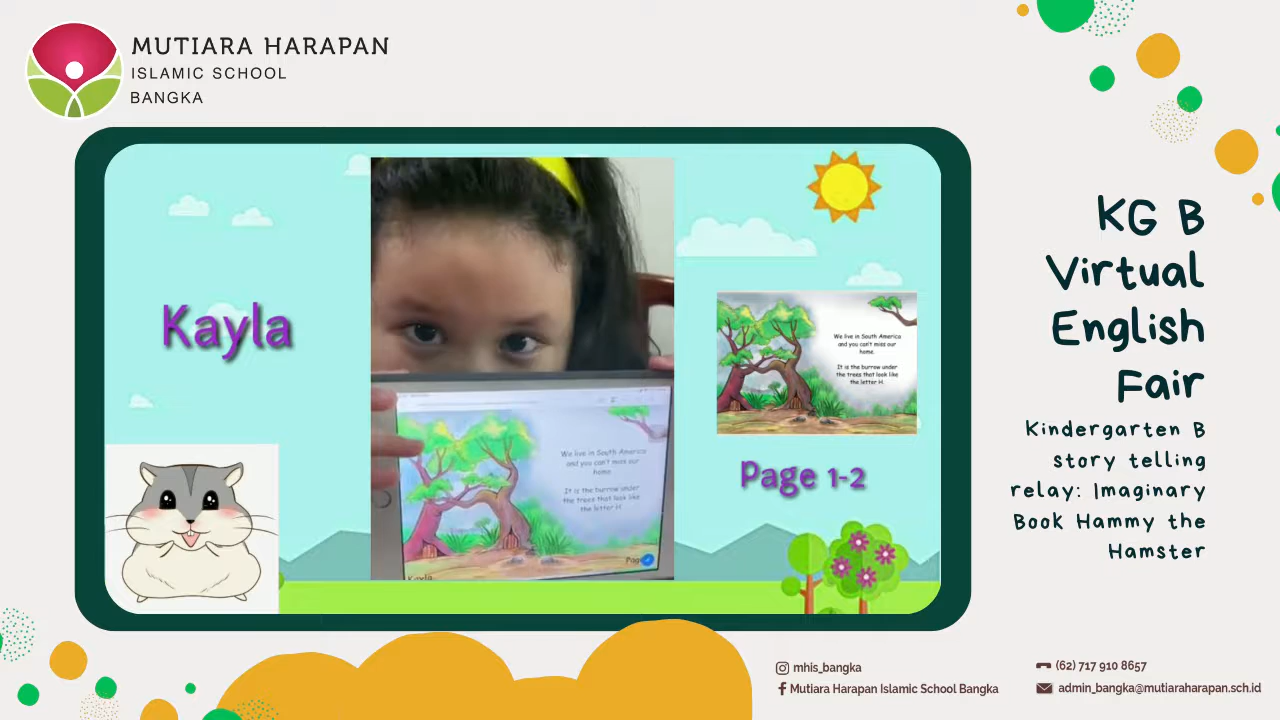 MUTIARA HARAPAN
ISLAMIC SCHOOL
BANGKA
Kayla
We live in South America
and you can't miss our
home.
It is the burrow under
the trees that look like
the letter H.
Page 1-2
We live in South America
and you can't miss our
home.
It is the burrow under
the trees that look like
the letter H.
Kayla
KG B
Virtual
English
Fair
Kindergarten B
story telling
relay: Imaginary
Book Hammy the
Hamster
mhis_bangka
Mutiara Harapan Islamic School Bangka
(62) 717 910 8657
admin_bangka@mutiaraharapan.sch.id